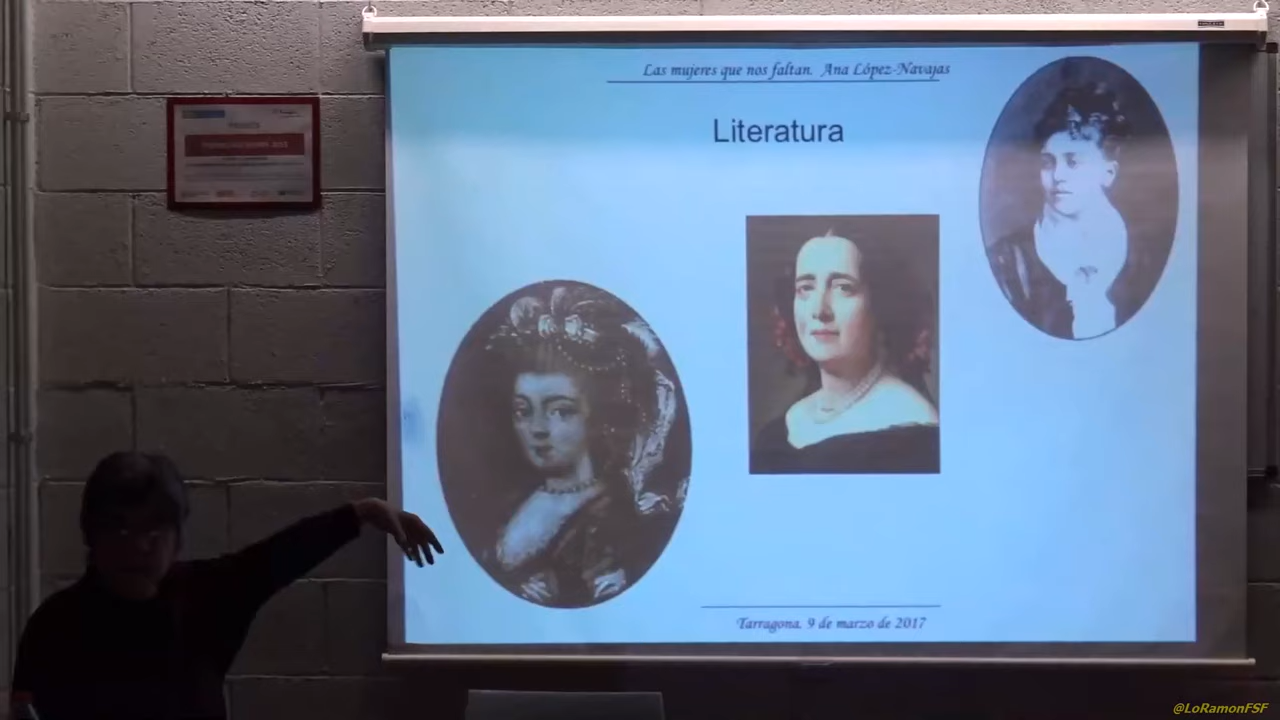 Las mujeres que nos faltan. Ana López-Navajas
Literatura
Tarragona. 9 de marzo de 2017
@LoRamonFSF